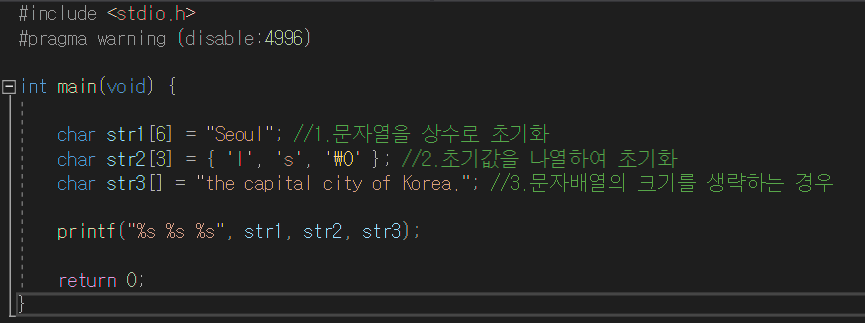 #include <stdio.h>
#pragma warning (disable:4996)
int main(void) {
char str1[6] = "Seoul"; //1.문자열을 상수로 초기화
char str2[3] = { 'I', 's', '₩0' }; //2.초기값을 나열하여 초기화
char str3[] = "the capital city of Korea."; //3.문자배열의 크기를 생략하는 경우
printf("%s %s %s", str1, str2, str3);
return 0;
}